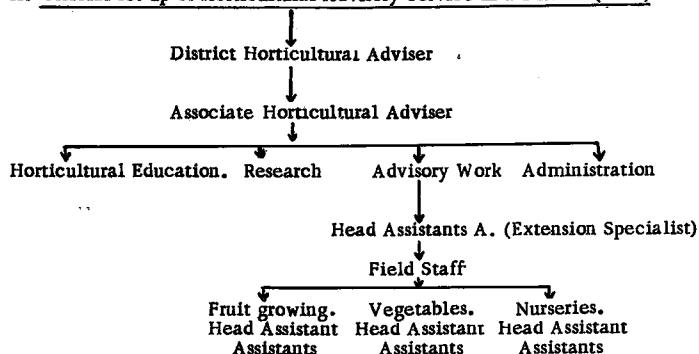 District Horticultural Adviser
Associate Horticultural Adviser
Horticultural Education. Research Advisory Work Administration
Head Assistants A. (Extension Specialist)
Field Staff
Fruit growing. Vegetables. Nurseries.
Head Assistant Head Assistant Head Assistant
Assistants Assistants Assistants